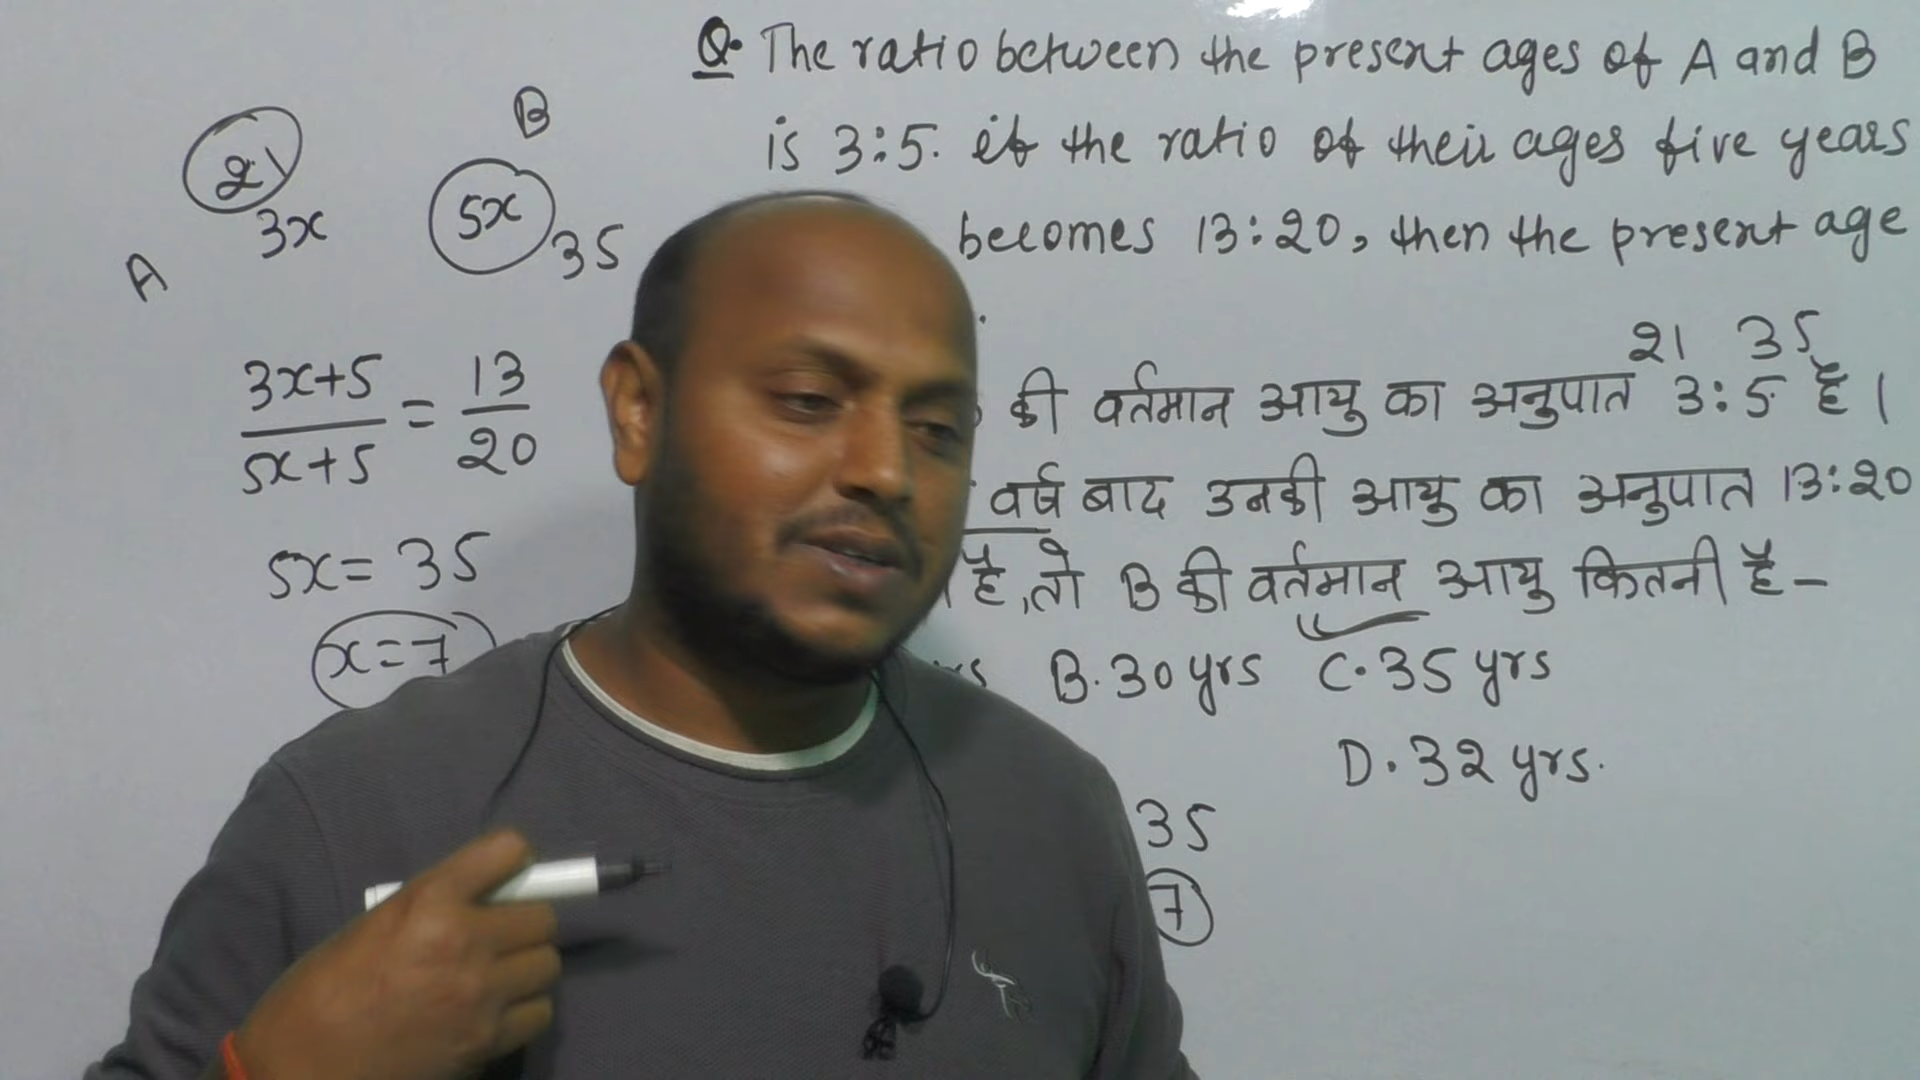 Q. The ratio between the present ages of A and B
is 3:5. if the ratio of their ages five years
becomes 13:20, then the present age
21 35
की वर्तमान आयु का अनुपात 3:5 है।
वर्ष बाद उनकी आयु का अनुपात 13:20
है, तो B की वर्तमान आयु कितनी है-
B. 30 yrs C. 35 yrs
D. 32 yrs.
35
7
B
21
5x
3x
35
A
3x+5/5x+5 = 13/20
5x = 35
x=7